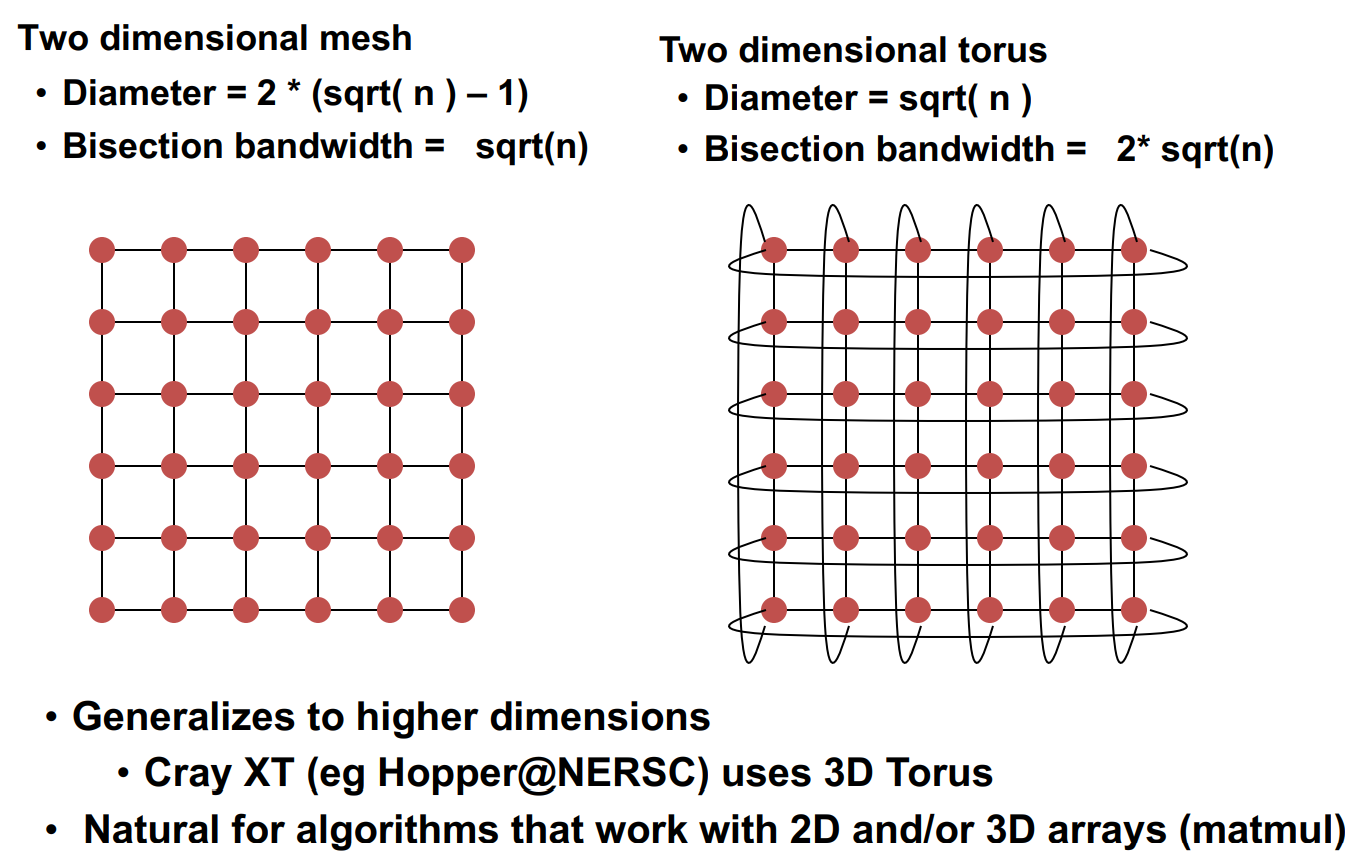 Two dimensional mesh
• Diameter = 2 * (sqrt( n ) – 1)
• Bisection bandwidth = sqrt(n)
Two dimensional torus
• Diameter = sqrt( n )
• Bisection bandwidth = 2* sqrt(n)
• Generalizes to higher dimensions
• Cray XT (eg Hopper@NERSC) uses 3D Torus
• Natural for algorithms that work with 2D and/or 3D arrays (matmul)